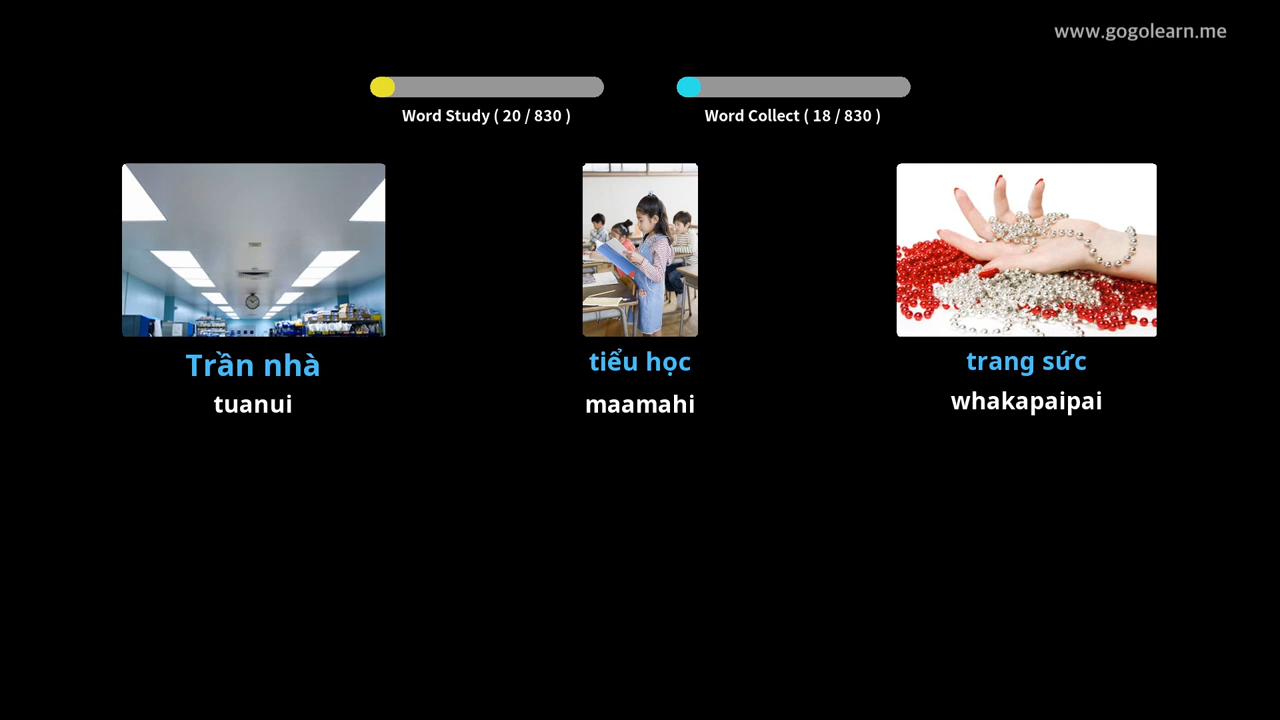 www.gogolearn.me
Word Study ( 20 / 830 )
Word Collect ( 18 / 830 )
Trần nhà
tuanui
tiểu học
maamahi
trang sức
whakapaipai